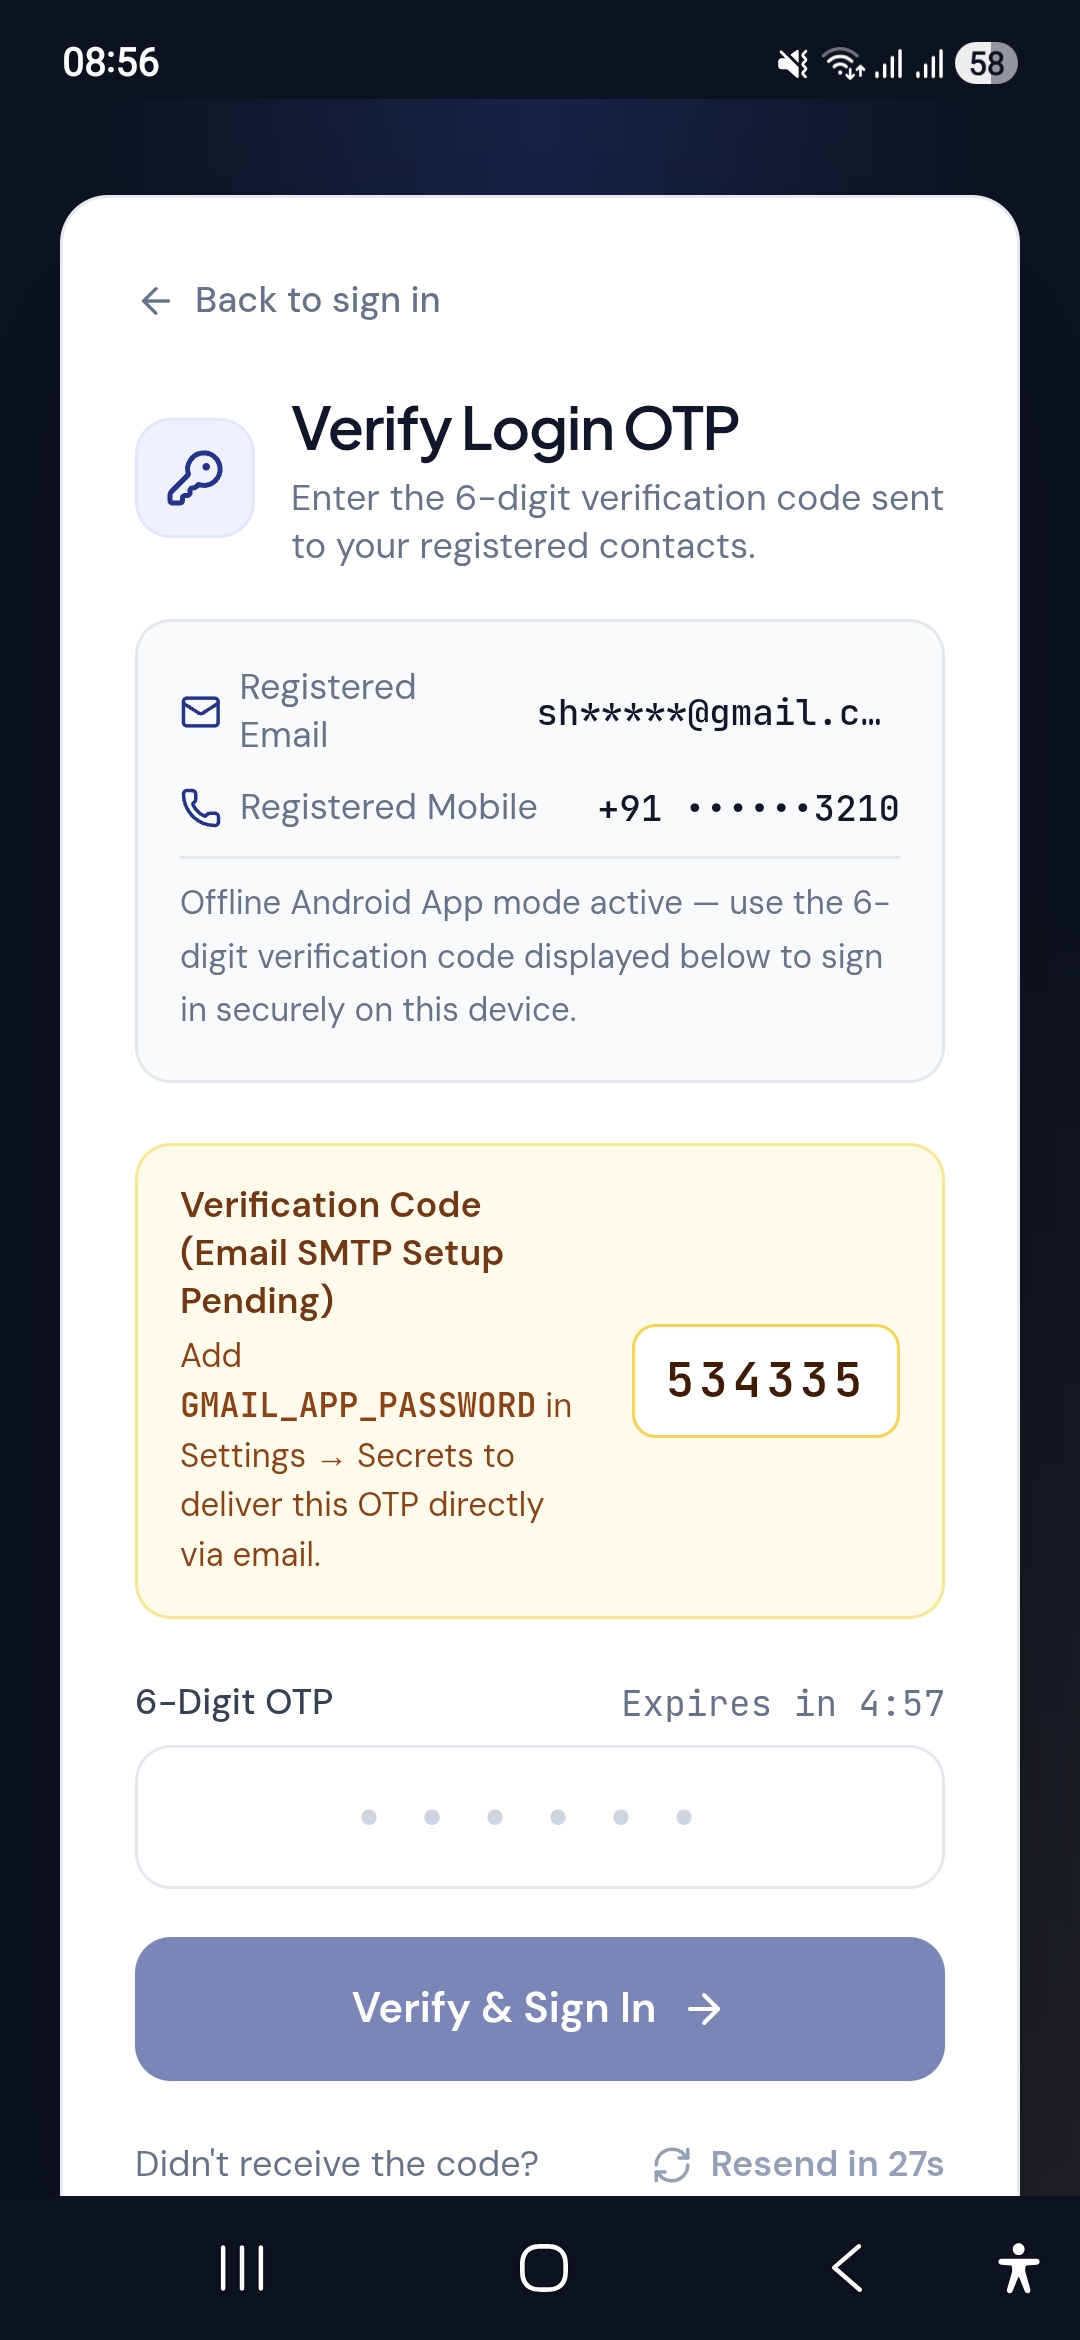 08:56
58
Back to sign in
Verify Login OTP
Enter the 6-digit verification code sent
to your registered contacts.
Registered
Email
sh*****@gmail.c…
Registered Mobile
+91 ••••••3210
Offline Android App mode active — use the 6-
digit verification code displayed below to sign
in securely on this device.
Verification Code
(Email SMTP Setup
Pending)
Add
GMAIL_APP_PASSWORD in
Settings → Secrets to
deliver this OTP directly
via email.
534335
6-Digit OTP
Expires in 4:57
••••••
Verify & Sign In →
Didn't receive the code?
Resend in 27s